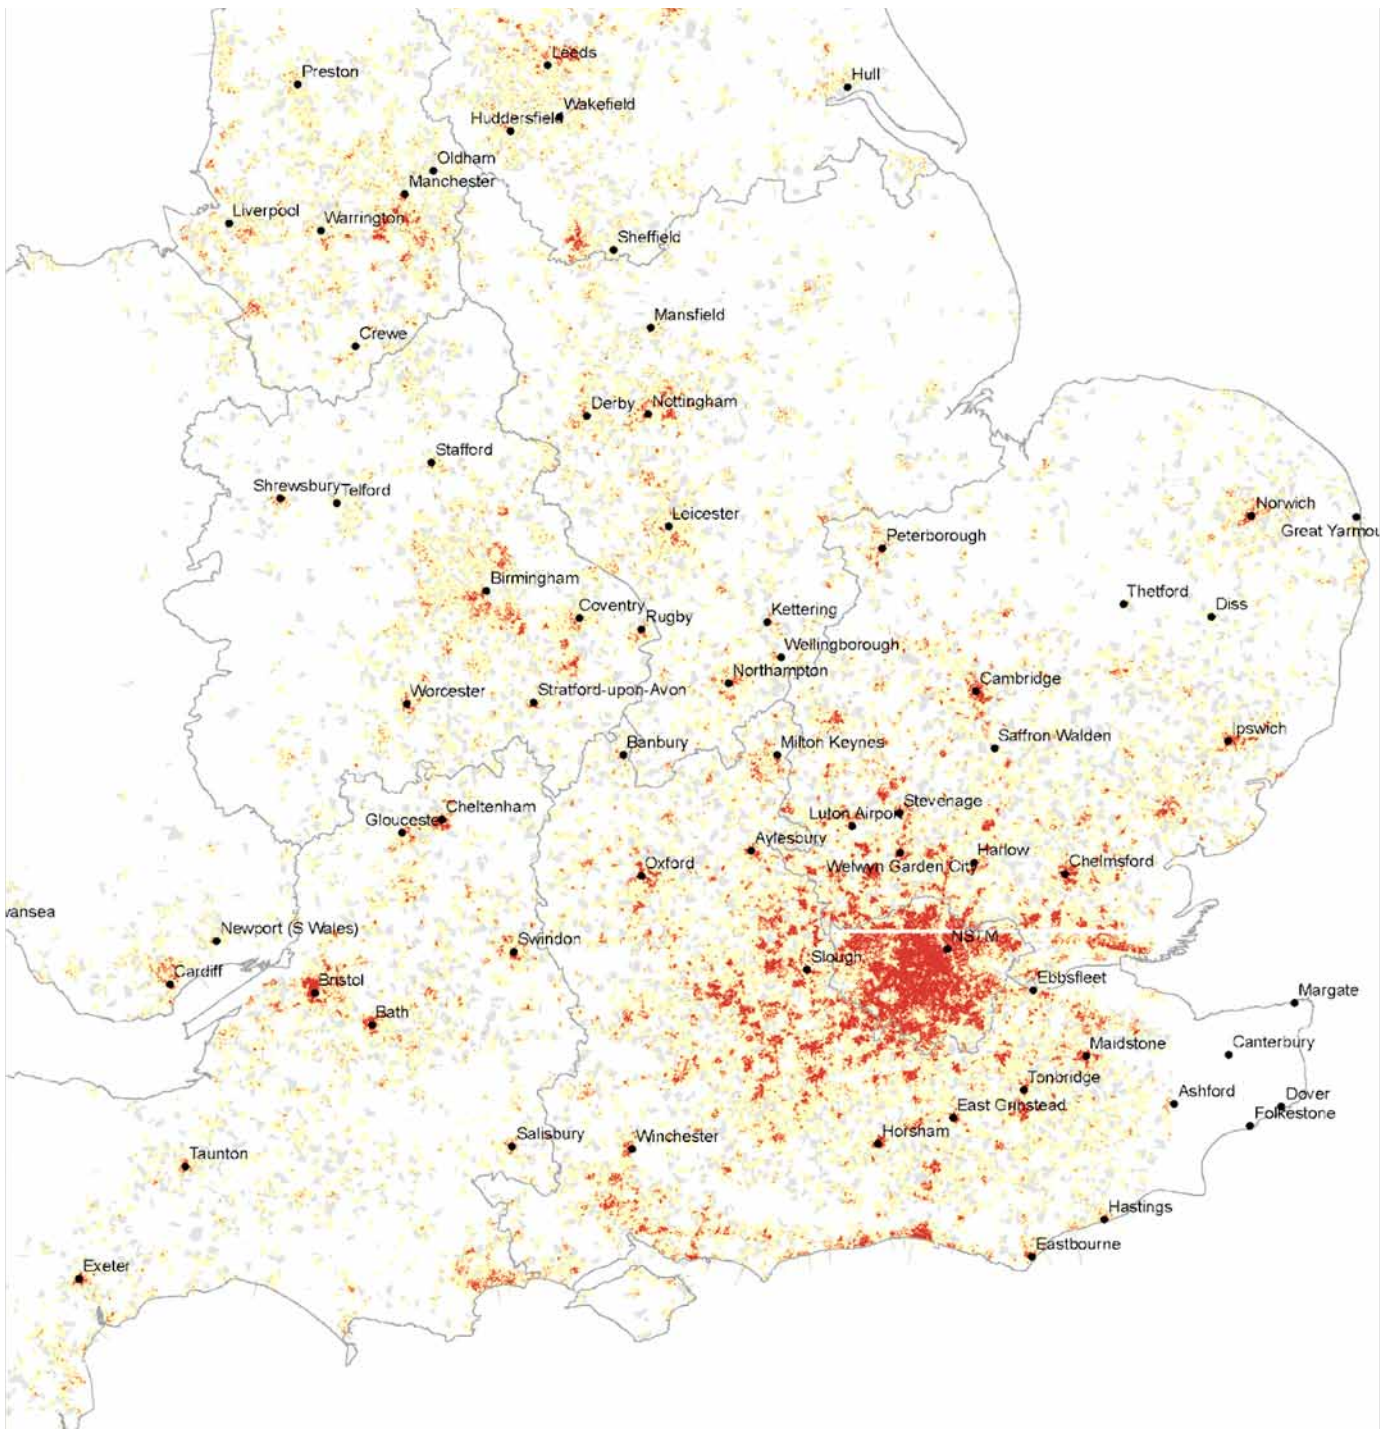 Leeds
Preston
Hull
Wakefield
Huddersfield
Oldham
Manchester
Liverpool
Warrington
Sheffield
Mansfield
Crewe
Derby
Nottingham
Stafford
Shrewsbury
Telford
Norwich
Leicester
Great Yarmou
Peterborough
Birmingham
Thetford
Diss
Coventry
Kettering
Rugby
Wellingborough
Northampton
Cambridge
Worcester
Stratford-upon-Avon
Ipswich
Saffron Walden
Banbury
Milton Keynes
Stevenage
Cheltenham
Luton Airport
Gloucester
Aylesbury
Harlow
Oxford
Welwyn Garden City
Chelmsford
wansea
Newport (S Wales)
Swindon
NSTM
Slough
Cardiff
Bristol
Ebbsfleet
Margate
Bath
Maidstone
Canterbury
Tonbridge
Ashford
Dover
East Grinstead
Folkestone
Horsham
Salisbury
Winchester
Taunton
Hastings
Eastbourne
Exeter